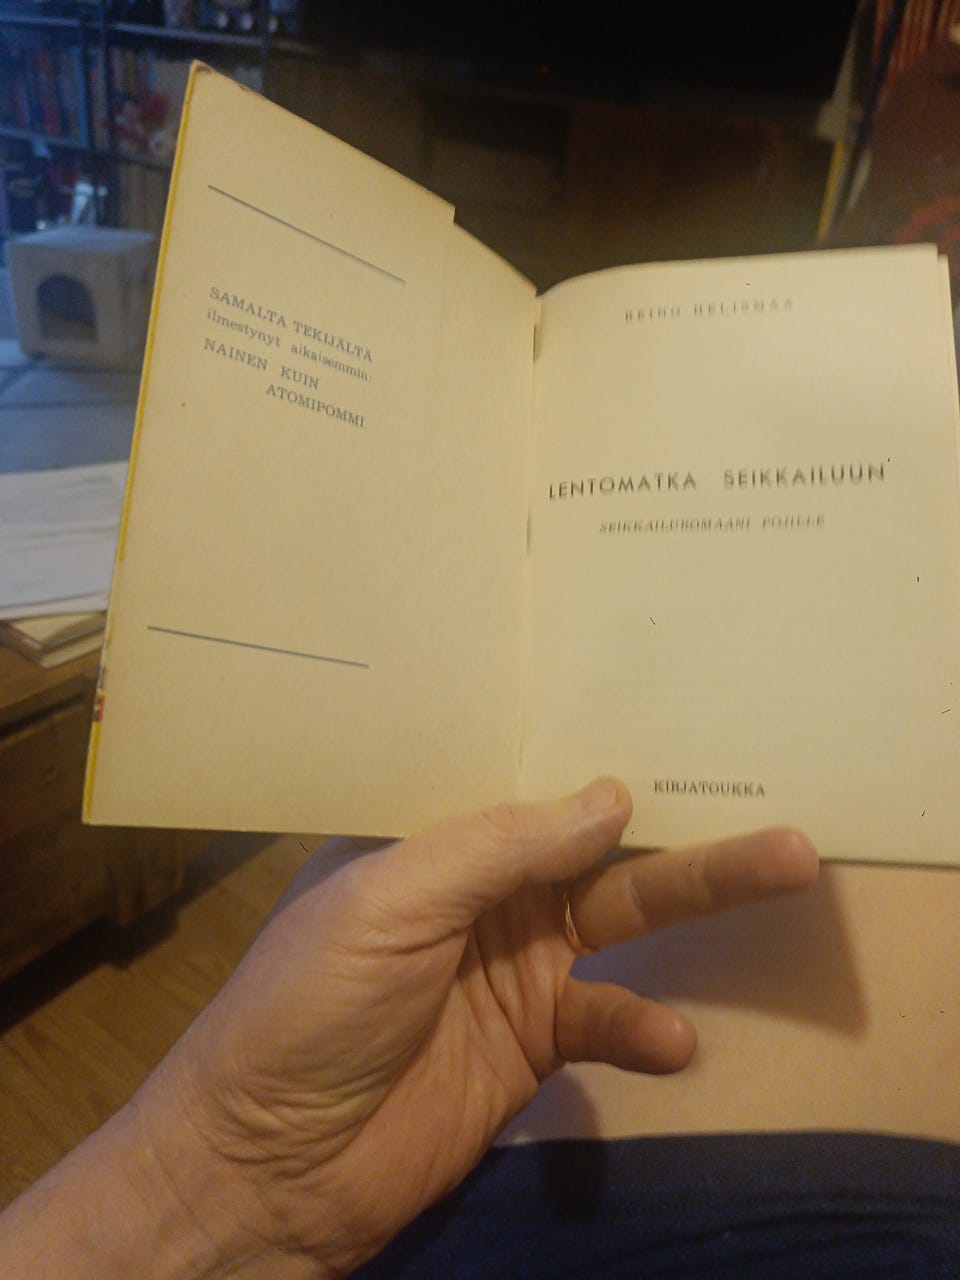 SAMALTA TEKIJÄLTÄ
ilmestynyt aikaisemmin:
NAINEN KUIN
ATOMIPOMMI
REINO HELISMAA
LENTOMATKA SEIKKAILUUN
SEIKKAILUROMAANI POJILLE
KIRJATOUKKA